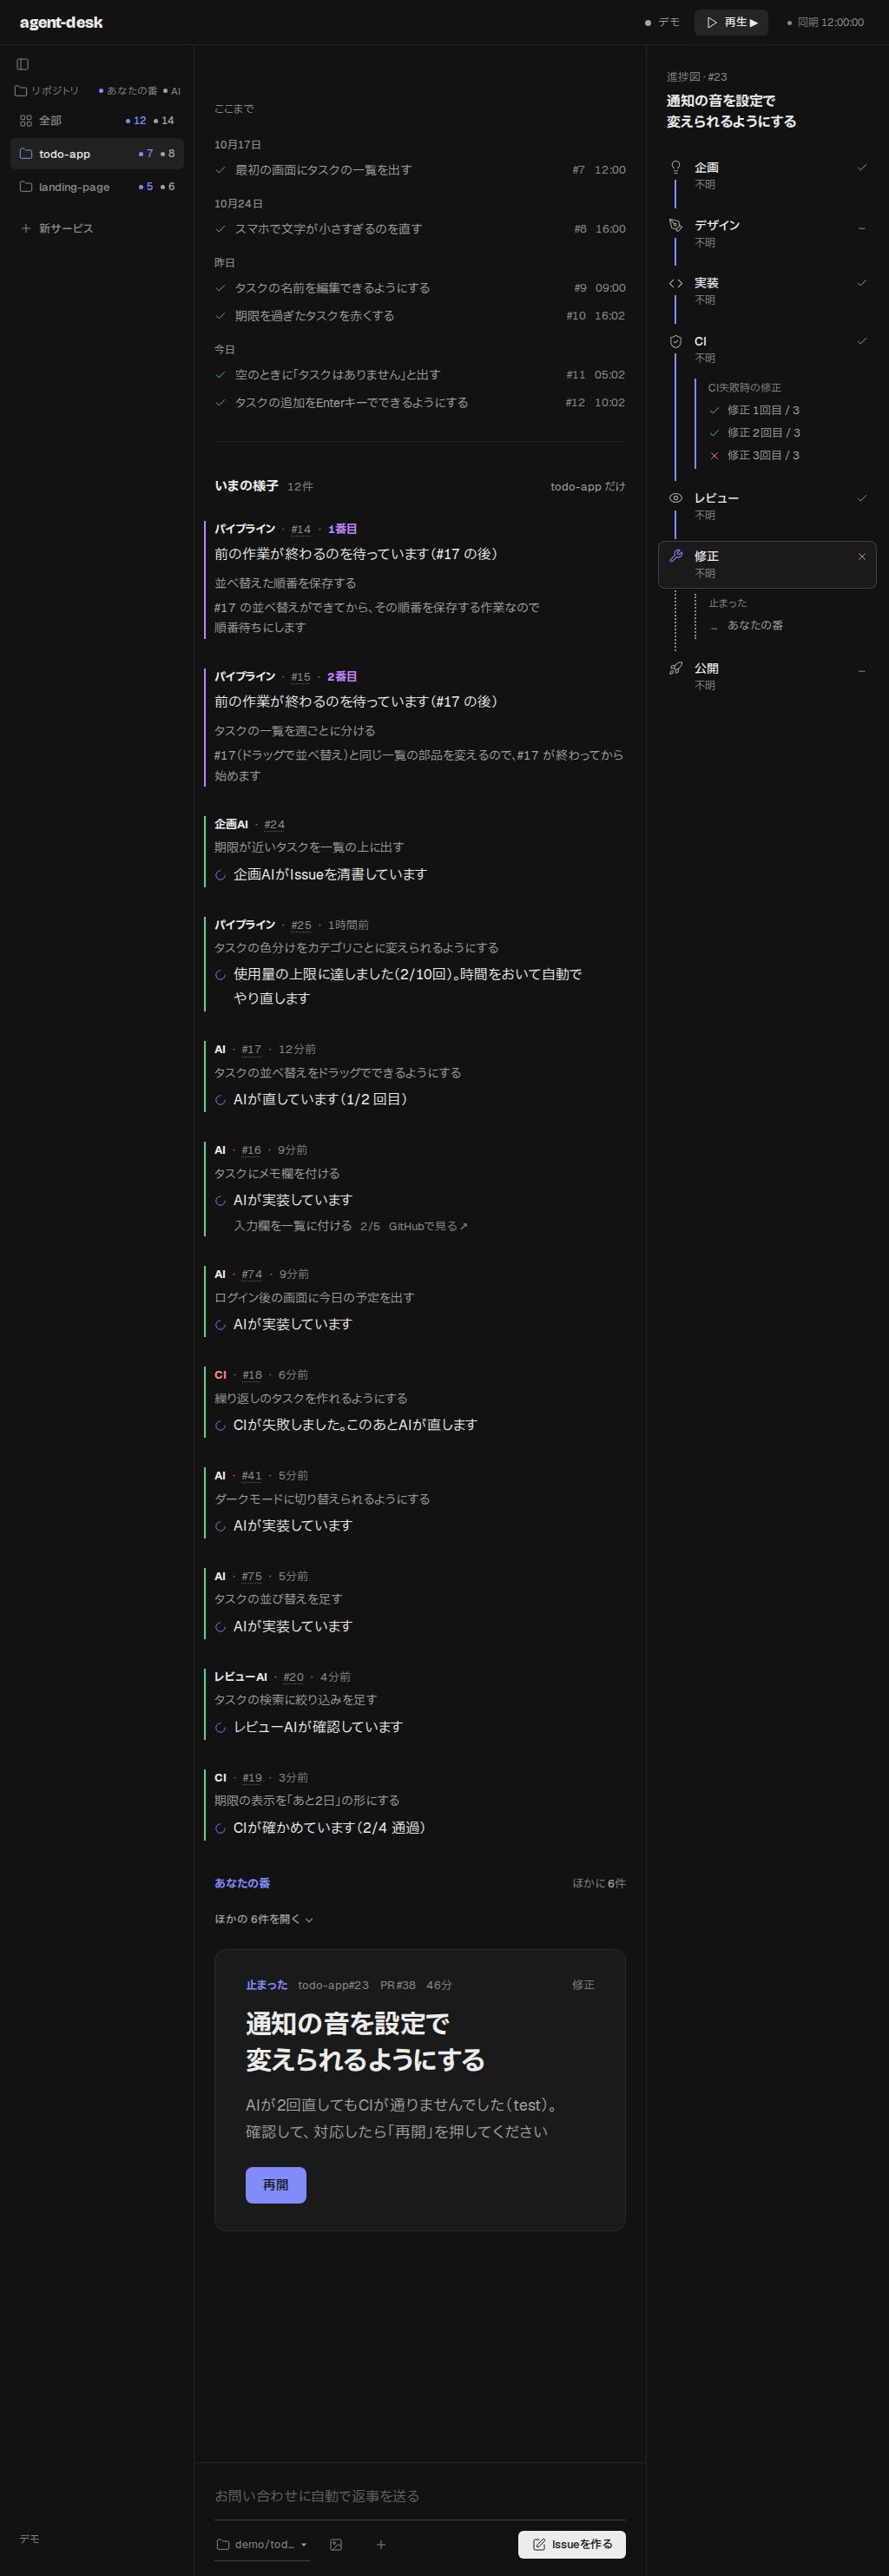 agent-desk
デモ
再生 ▶
同期 12:00:00
リポジトリ
あなたの番
AI
全部
12
14
todo-app
7
8
landing-page
5
6
新サービス
デモ
ここまで
10月17日
最初の画面にタスクの一覧を出す #7 12:00
10月24日
スマホで文字が小さすぎるのを直す #8 16:00
昨日
タスクの名前を編集できるようにする #9 09:00
期限を過ぎたタスクを赤くする #10 16:02
今日
空のときに「タスクはありません」と出す #11 05:02
タスクの追加をEnterキーでできるようにする #12 10:02
いまの様子 12件
todo-app だけ
パイプライン · #14 · 1番目
前の作業が終わるのを待っています（#17 の後）
並べ替えた順番を保存する
#17 の並べ替えができてから、その順番を保存する作業なので
順番待ちにします
パイプライン · #15 · 2番目
前の作業が終わるのを待っています（#17 の後）
タスクの一覧を週ごとに分ける
#17（ドラッグで並べ替え）と同じ一覧の部品を変えるので、#17 が終わってから
始めます
企画AI · #24
期限が近いタスクを一覧の上に出す
企画AIがIssueを清書しています
パイプライン · #25 · 1時間前
タスクの色分けをカテゴリごとに変えられるようにする
使用量の上限に達しました（2/10回）。時間をおいて自動で
やり直します
AI · #17 · 12分前
タスクの並べ替えをドラッグでできるようにする
AIが直しています（1/2 回目）
AI · #16 · 9分前
タスクにメモ欄を付ける
AIが実装しています
入力欄を一覧に付ける 2/5 GitHubで見る↗
AI · #74 · 9分前
ログイン後の画面に今日の予定を出す
AIが実装しています
CI · #18 · 6分前
繰り返しのタスクを作れるようにする
CIが失敗しました。このあとAIが直します
AI · #41 · 5分前
ダークモードに切り替えられるようにする
AIが実装しています
AI · #75 · 5分前
タスクの並び替えを足す
AIが実装しています
レビューAI · #20 · 4分前
タスクの検索に絞り込みを足す
レビューAIが確認しています
CI · #19 · 3分前
期限の表示を「あと2日」の形にする
CIが確かめています（2/4 通過）
あなたの番
ほかに6件
ほかの 6件を開く
止まった todo-app#23 PR#38 46分 修正
通知の音を設定で
変えられるようにする
AIが2回直してもCIが通りませんでした（test）。
確認して、対応したら「再開」を押してください
再開
お問い合わせに自動で返事を送る
demo/tod…
Issueを作る
進捗図 · #23
通知の音を設定で
変えられるようにする
企画
不明
デザイン …
不明
実装
不明
CI
不明
CI失敗時の修正
修正 1回目 / 3
修正 2回目 / 3
修正 3回目 / 3
レビュー
不明
修正
不明
止まった
… あなたの番
公開 …
不明